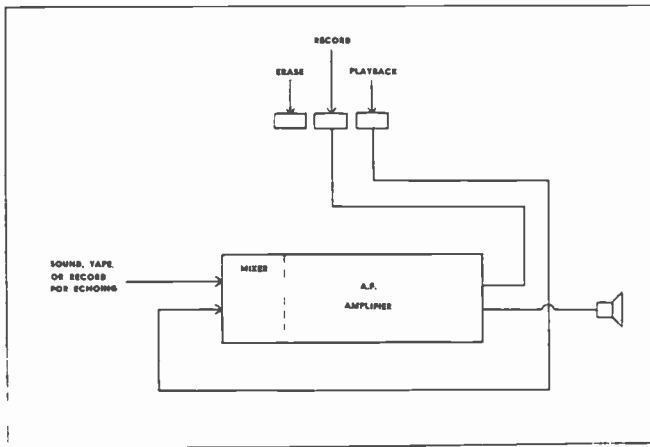 RECORD
ERASE
PLAYBACK
SOUND, TAPE,
OR RECORD
FOR ECHOING
MIXER
A.F.
AMPLIFIER